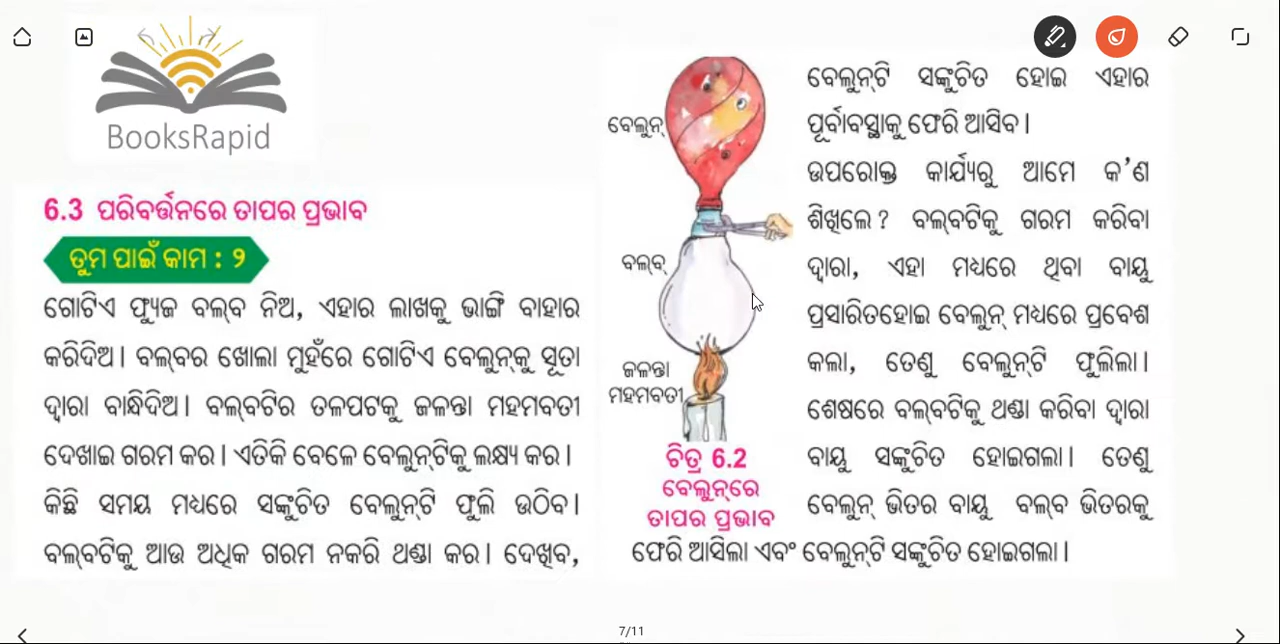 BooksRapid
6.3 ପରିବର୍ତ୍ତନରେ ତାପର ପ୍ରଭାବ
ତୁମ ପାଇଁ କାମ : ୨
ଗୋଟିଏ ଫ୍ୟୁଜ ବଲ୍‌ବ ନିଅ, ଏହାର ଲାଖକୁ ଭାଙ୍ଗି ବାହାର
କରିଦିଅ। ବଲ୍‌ବର ଖୋଲା ମୁହଁରେ ଗୋଟିଏ ବେଲୁନ୍‌କୁ ସୂତା
ଦ୍ୱାରା ବାନ୍ଧିଦିଅ। ବଲ୍‌ବଟିର ତଳପଟକୁ ଜଳନ୍ତା ମହମବତୀ
ଦେଖାଇ ଗରମ କର। ଏତିକି ବେଳେ ବେଲୁନ୍‌ଟିକୁ ଲକ୍ଷ୍ୟ କର।
କିଛି ସମୟ ମଧ୍ୟରେ ସଙ୍କୁଚିତ ବେଲୁନ୍‌ଟି ଫୁଲି ଉଠିବ।
ବଲ୍‌ବଟିକୁ ଆଉ ଅଧିକ ଗରମ ନକରି ଥଣ୍ଡା କର। ଦେଖିବ,
ବେଲୁନ୍
ବଲ୍‌ବ୍
ଜଳନ୍ତା
ମହମବତୀ
ଚିତ୍ର 6.2
ବେଲୁନ୍‌ରେ
ତାପର ପ୍ରଭାବ
ବେଲୁନ୍‌ଟି ସଙ୍କୁଚିତ ହୋଇ ଏହାର
ପୂର୍ବାବସ୍ଥାକୁ ଫେରି ଆସିବ।
ଉପରୋକ୍ତ କାର୍ଯ୍ୟରୁ ଆମେ କ'ଣ
ଶିଖିଲେ? ବଲ୍‌ବଟିକୁ ଗରମ କରିବା
ଦ୍ୱାରା, ଏହା ମଧ୍ୟରେ ଥିବା ବାୟୁ
ପ୍ରସାରିତହୋଇ ବେଲୁନ୍ ମଧ୍ୟରେ ପ୍ରବେଶ
କଲା, ତେଣୁ ବେଲୁନ୍‌ଟି ଫୁଲିଲା।
ଶେଷରେ ବଲ୍‌ବଟିକୁ ଥଣ୍ଡା କରିବା ଦ୍ୱାରା
ବାୟୁ ସଙ୍କୁଚିତ ହୋଇଗଲା। ତେଣୁ
ବେଲୁନ୍ ଭିତର ବାୟୁ ବଲ୍‌ବ ଭିତରକୁ
ଫେରି ଆସିଲା ଏବଂ ବେଲୁନ୍‌ଟି ସଙ୍କୁଚିତ ହୋଇଗଲା।
7/11